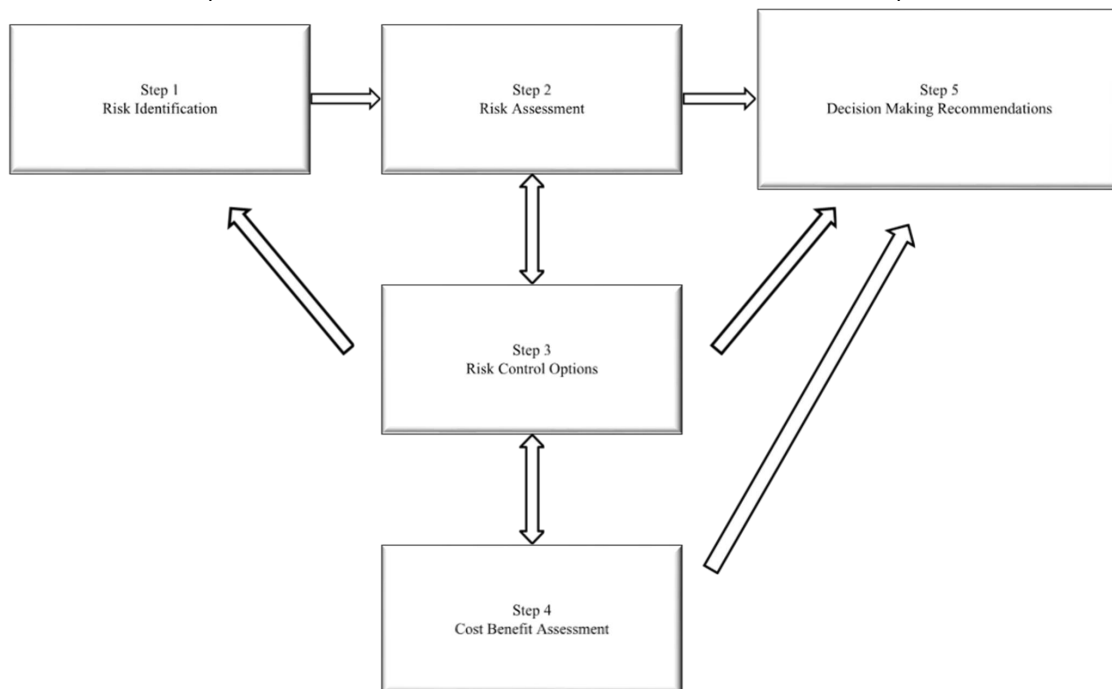 Step 1
Risk Identification
Step 2
Risk Assessment
Step 5
Decision Making Recommendations
Step 3
Risk Control Options
Step 4
Cost Benefit Assessment